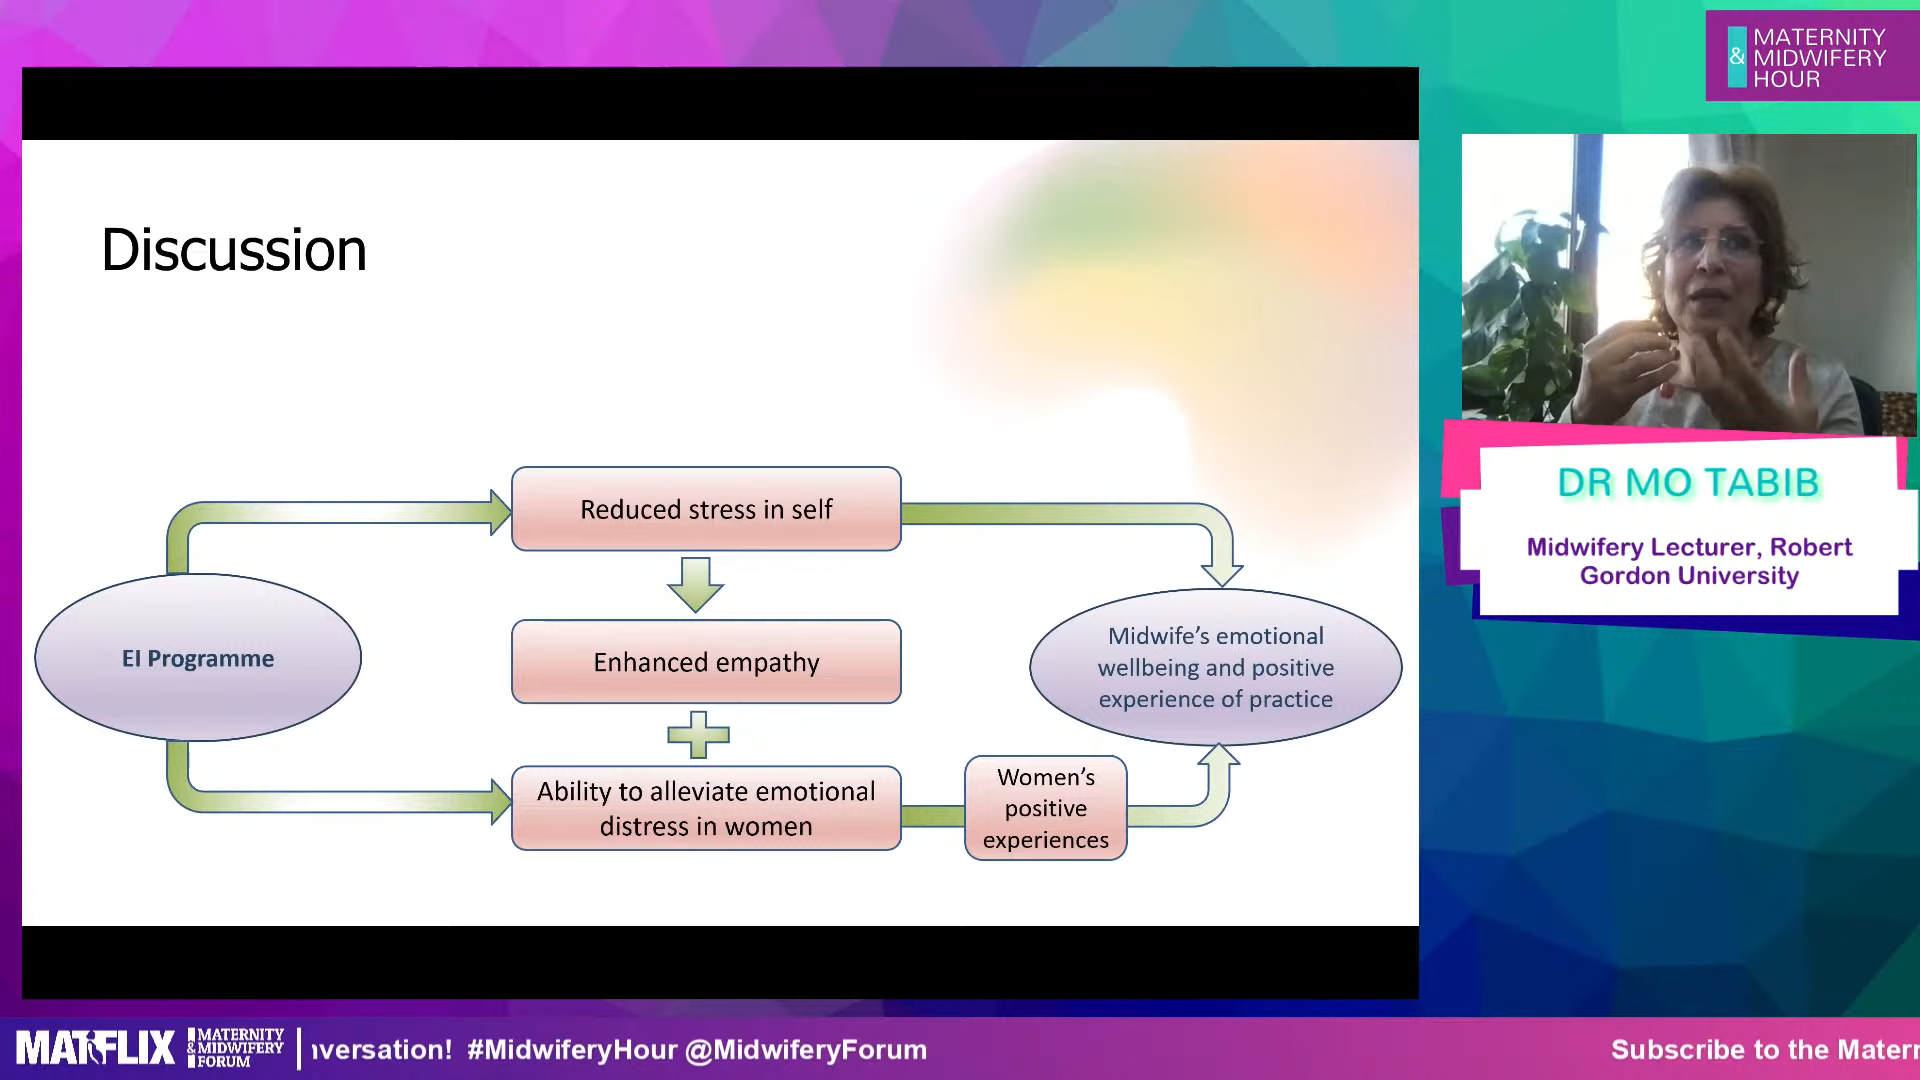 MATERNITY
&
MIDWIFERY
HOUR
Discussion
Reduced stress in self
EI Programme
Enhanced empathy
Ability to alleviate emotional
distress in women
Women's
positive
experiences
Midwife's emotional
wellbeing and positive
experience of practice
DR MO TABIB
Midwifery Lecturer, Robert
Gordon University
MATFLIX
MATERNITY
& MIDWIFERY
FORUM
nversation! #MidwiferyHour @MidwiferyForum
Subscribe to the Matern